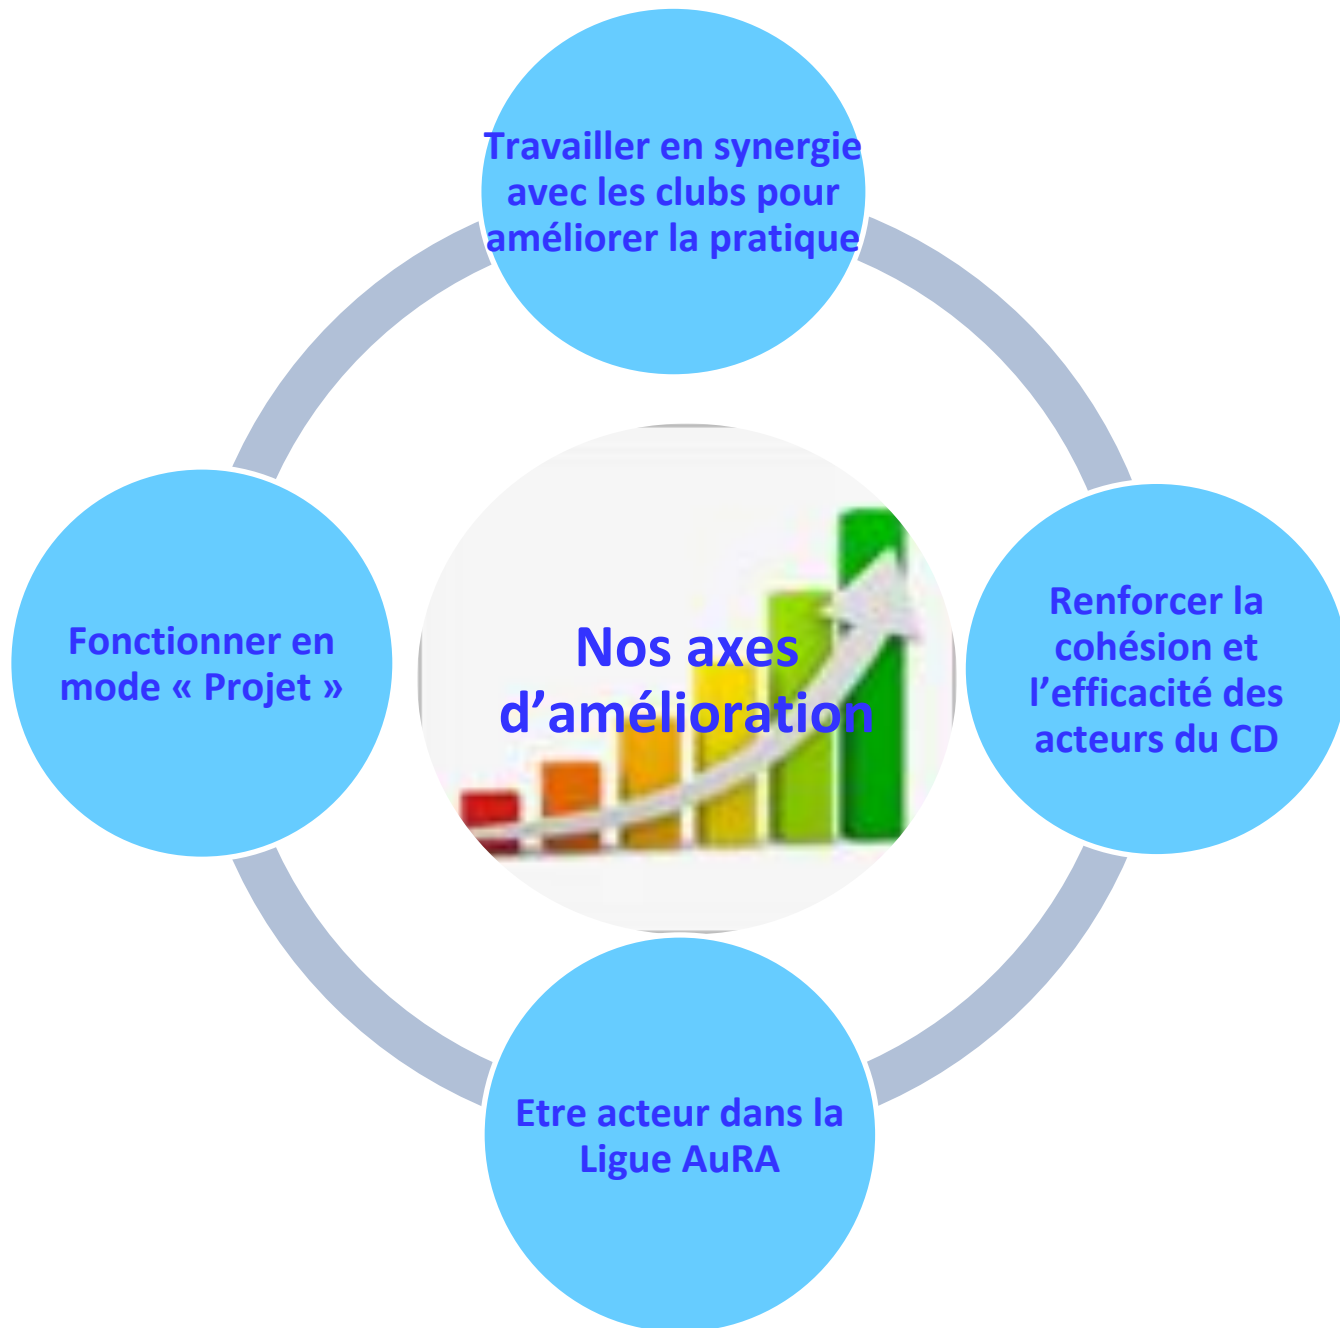 Travailler en synergie
avec les clubs pour
améliorer la pratique
Fonctionner en
mode « Projet »
Nos axes
d’amélioration
Renforcer la
cohésion et
l’efficacité des
acteurs du CD
Etre acteur dans la
Ligue AuRA